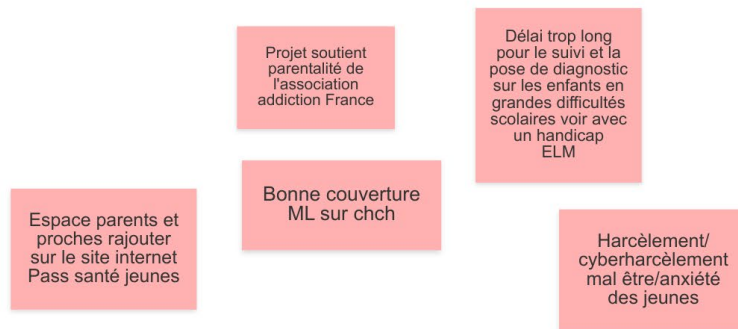 Projet soutient
parentalité de
l'association
addiction France
Délai trop long
pour le suivi et la
pose de diagnostic
sur les enfants en
grandes difficultés
scolaires voir avec
un handicap
ELM
Bonne couverture
ML sur chch
Espace parents et
proches rajouter
sur le site internet
Pass santé jeunes
Harcèlement/
cyberharcèlement
mal être/anxiété
des jeunes